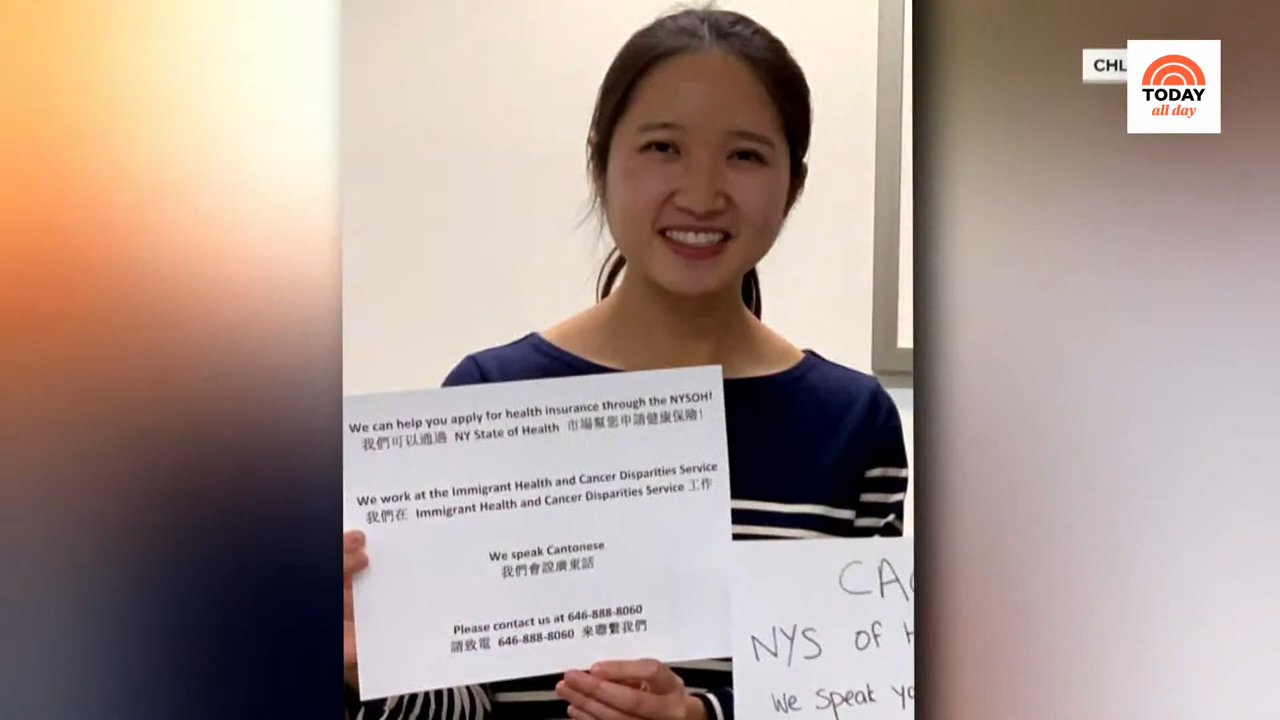 CHL
TODAY
all day
We can help you apply for health insurance through the NYSOH!
我們可以通過 NY State of Health 市場幫您申請健康保險!
We work at the Immigrant Health and Cancer Disparities Service
我們在 Immigrant Health and Cancer Disparities Service 工作
We speak Cantonese
我們會說廣東話
Please contact us at 646-888-8060
請致電 646-888-8060 來聯繫我們
CA
NYS of H
We speak yo